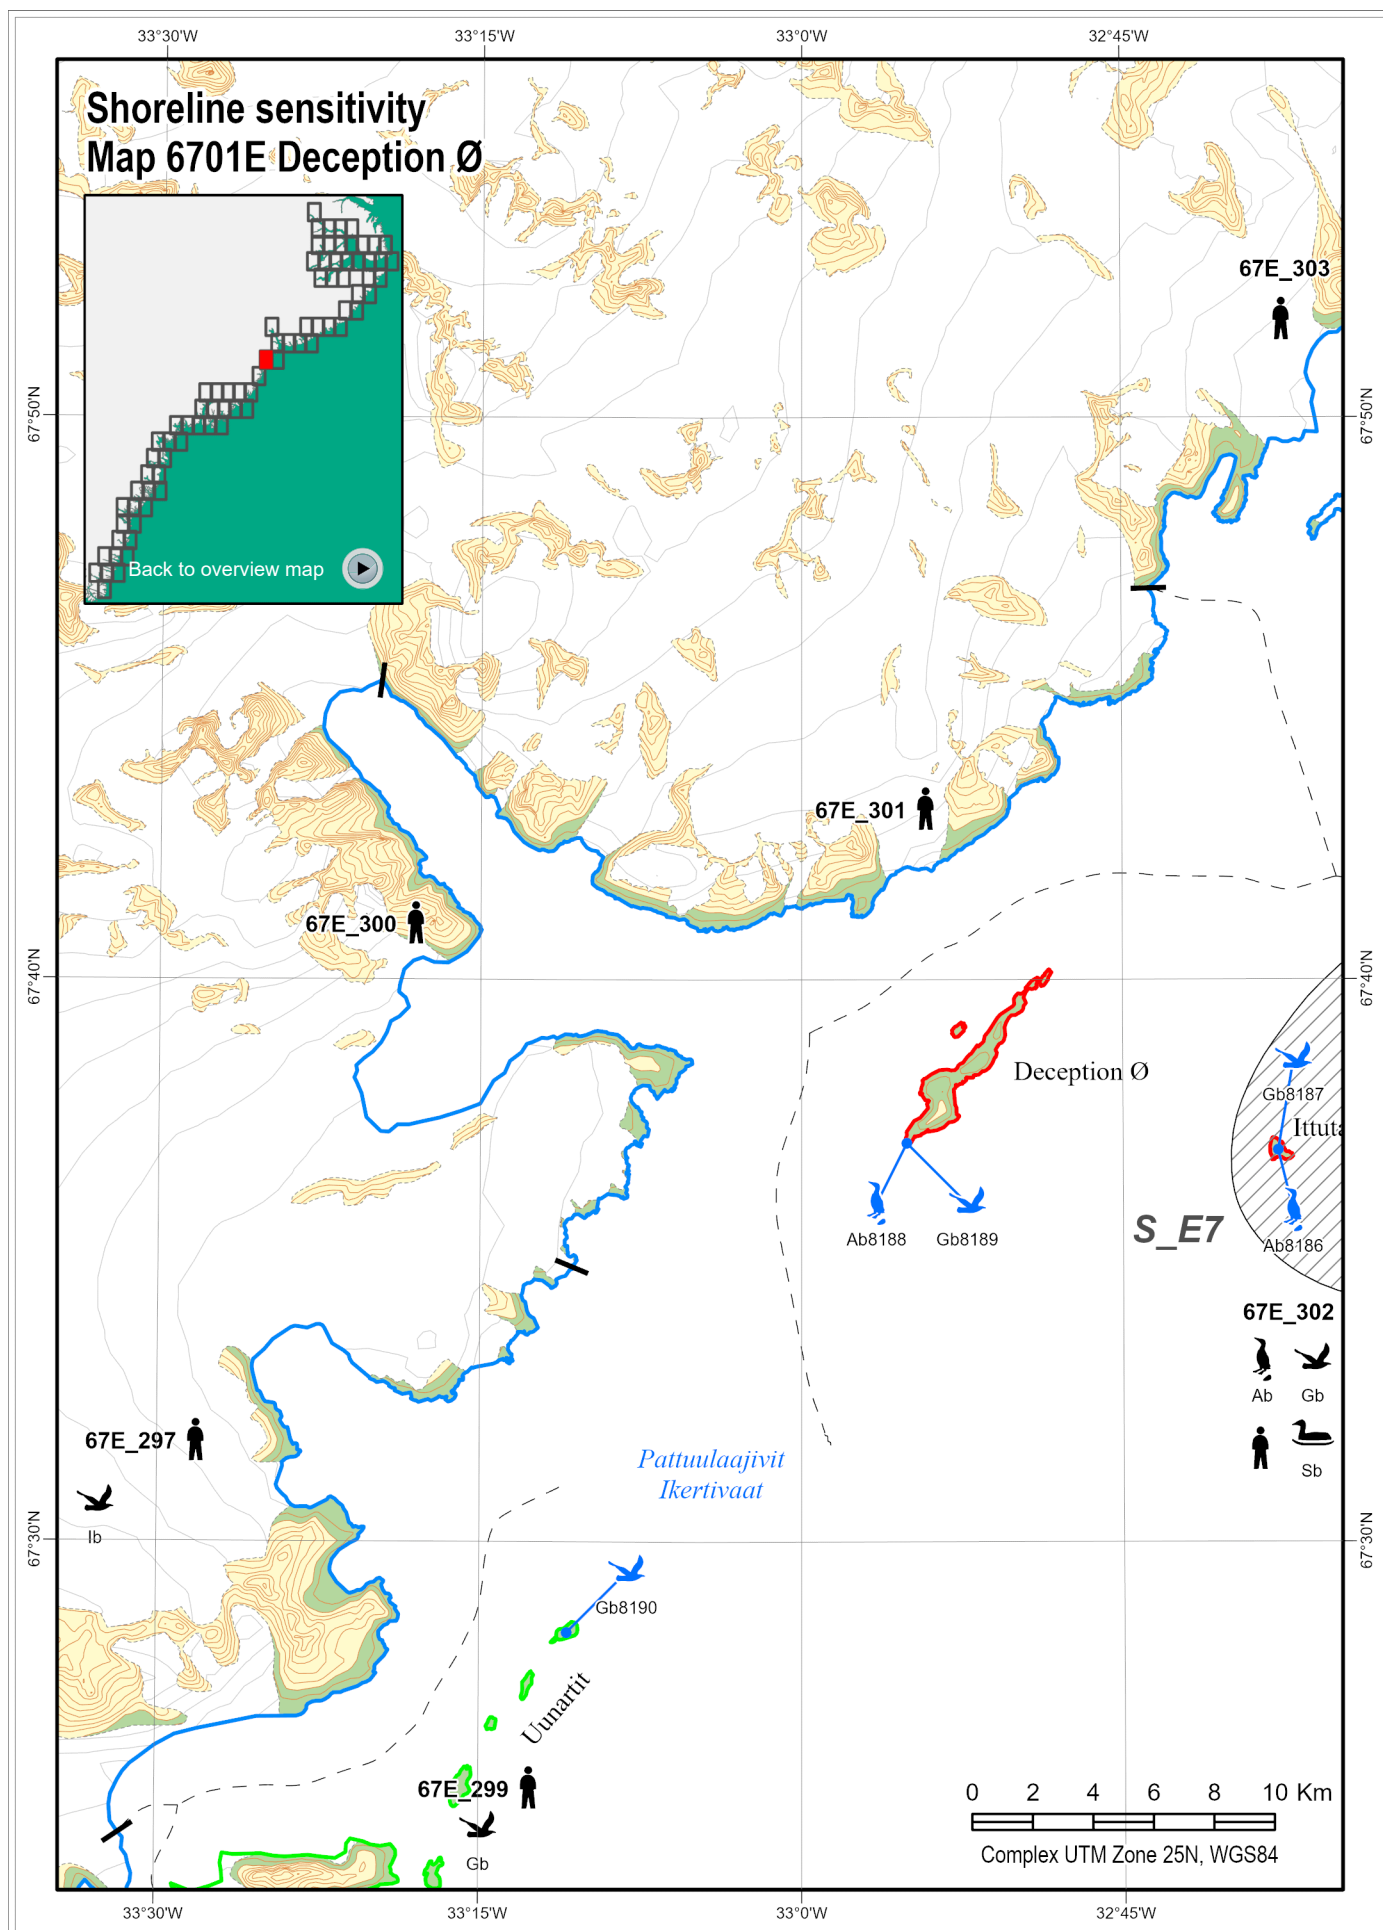 33°30'W 33°15'W 33°0'W 32°45'W
Shoreline sensitivity
Map 6701E Deception Ø
Back to overview map
67E_303
67°50'N 67°50'N
67E_301
67E_300
67°40'N 67°40'N
Deception Ø
Gb8187
Ittuta
Ab8188 Gb8189
S_E7
Ab8186
67E_302
Ab Gb
Sb
67E_297
Ib
Pattuulaajivit
Ikertivaat
67°30'N 67°30'N
Gb8190
Uunartit
67E_299
Gb
0 2 4 6 8 10 Km
Complex UTM Zone 25N, WGS84
33°30'W 33°15'W 33°0'W 32°45'W